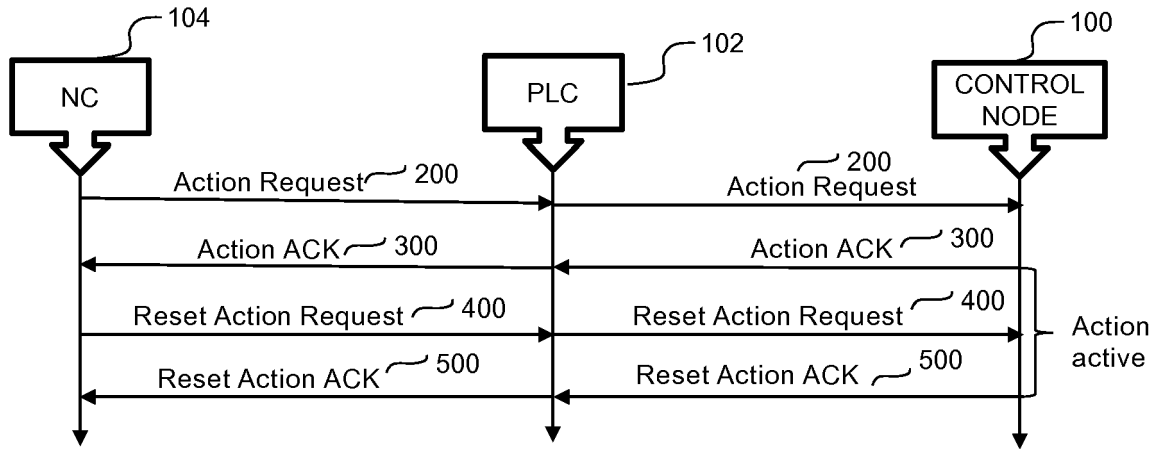 104
102
100
NC
PLC
CONTROL
NODE
Action Request 200
200
Action Request
Action ACK 300
Action ACK 300
Reset Action Request 400
Reset Action Request 400
Reset Action ACK 500
Reset Action ACK 500
Action
active